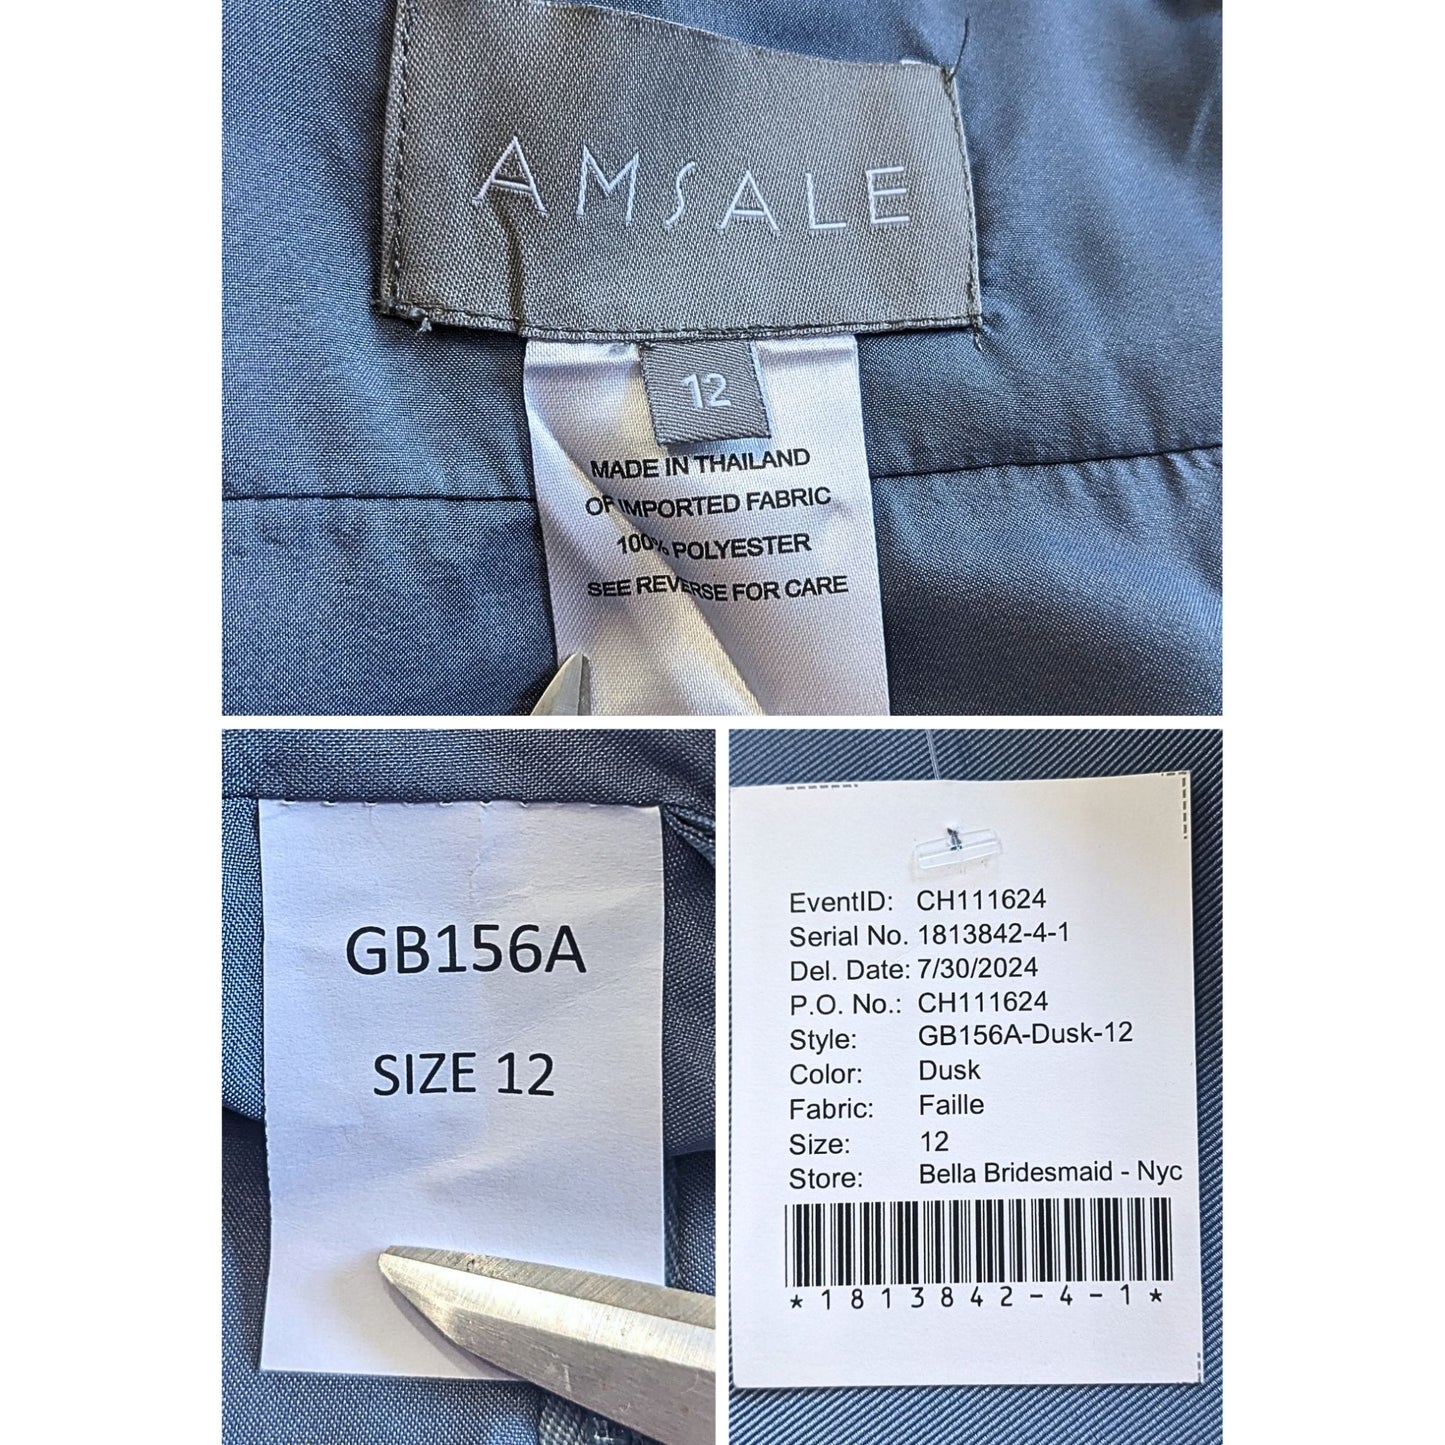 AMSALE
12
MADE IN THAILAND
OF IMPORTED FABRIC
100% POLYESTER
SEE REVERSE FOR CARE
GB156A
SIZE 12
EventID: CH111624
Serial No. 1813842-4-1
Del. Date: 7/30/2024
P.O. No.: CH111624
Style: GB156A-Dusk-12
Color: Dusk
Fabric: Faille
Size: 12
Store: Bella Bridesmaid - Nyc
*1813842-4-1*